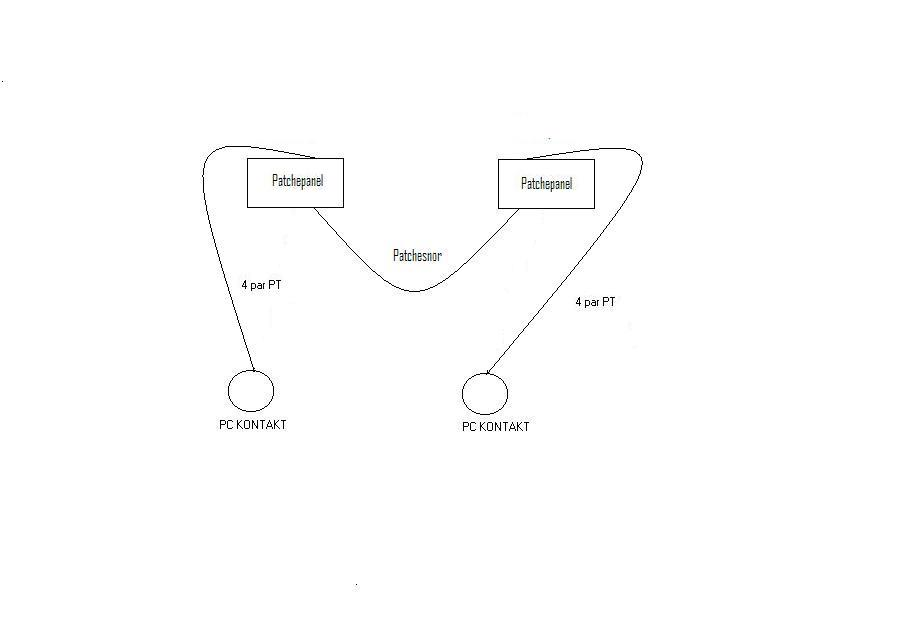 Patchepanel
Patchepanel
Patchesnor
4 par PT
4 par PT
PC KONTAKT
PC KONTAKT